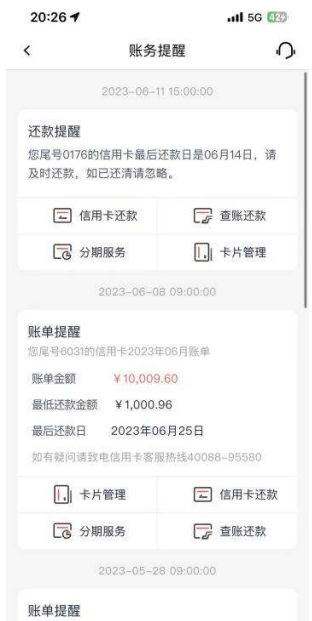 20:26
5G 42
账务提醒
2023-06-11 15:00:00
还款提醒
您尾号0176的信用卡最后还款日是06月14日，请
及时还款，如已还清请忽略。
信用卡还款 查账还款
分期服务 卡片管理
2023-06-08 09:00:00
账单提醒
您尾号6031的信用卡2023年06月账单
账单金额 ￥10,009.60
最低还款金额 ￥1,000.96
最后还款日 2023年06月25日
如有疑问请致电信用卡客服热线40088-95580
卡片管理 信用卡还款
分期服务 查账还款
2023-05-28 09:00:00
账单提醒